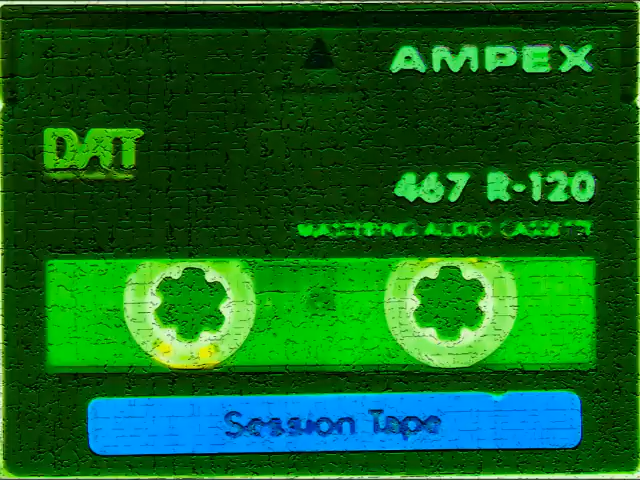 AMPEX
DAT
467 R-120
MASTERING AUDIO CASSETTE
Session Tape